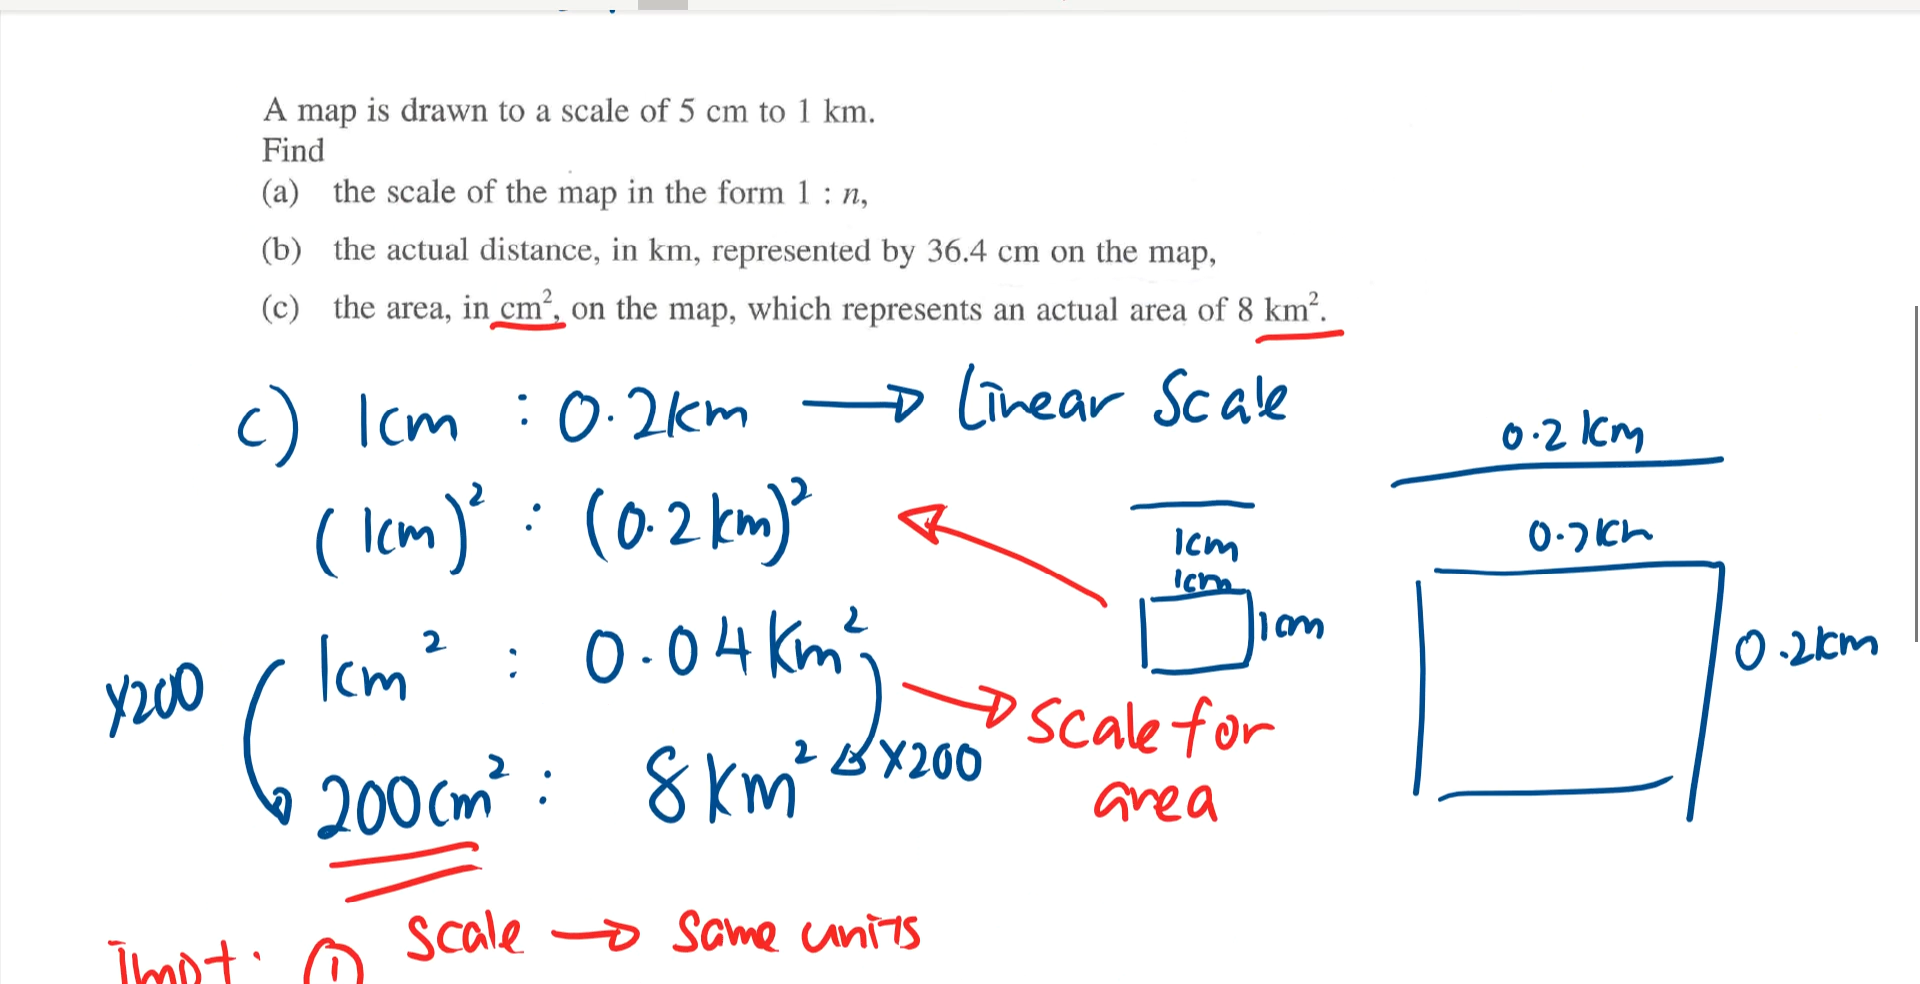 A map is drawn to a scale of 5 cm to 1 km.
Find
(a) the scale of the map in the form 1 : n,
(b) the actual distance, in km, represented by 36.4 cm on the map,
(c) the area, in cm², on the map, which represents an actual area of 8 km².
c) 1cm : 0.2km → Linear Scale
0.2 km
(1cm)² : (0.2km)²
1cm
0.2km
1cm
1cm
1cm² : 0.04km²
0.2km
x200
Scale for
area
200cm² : 8km² x200
Impt. ① Scale → Same units